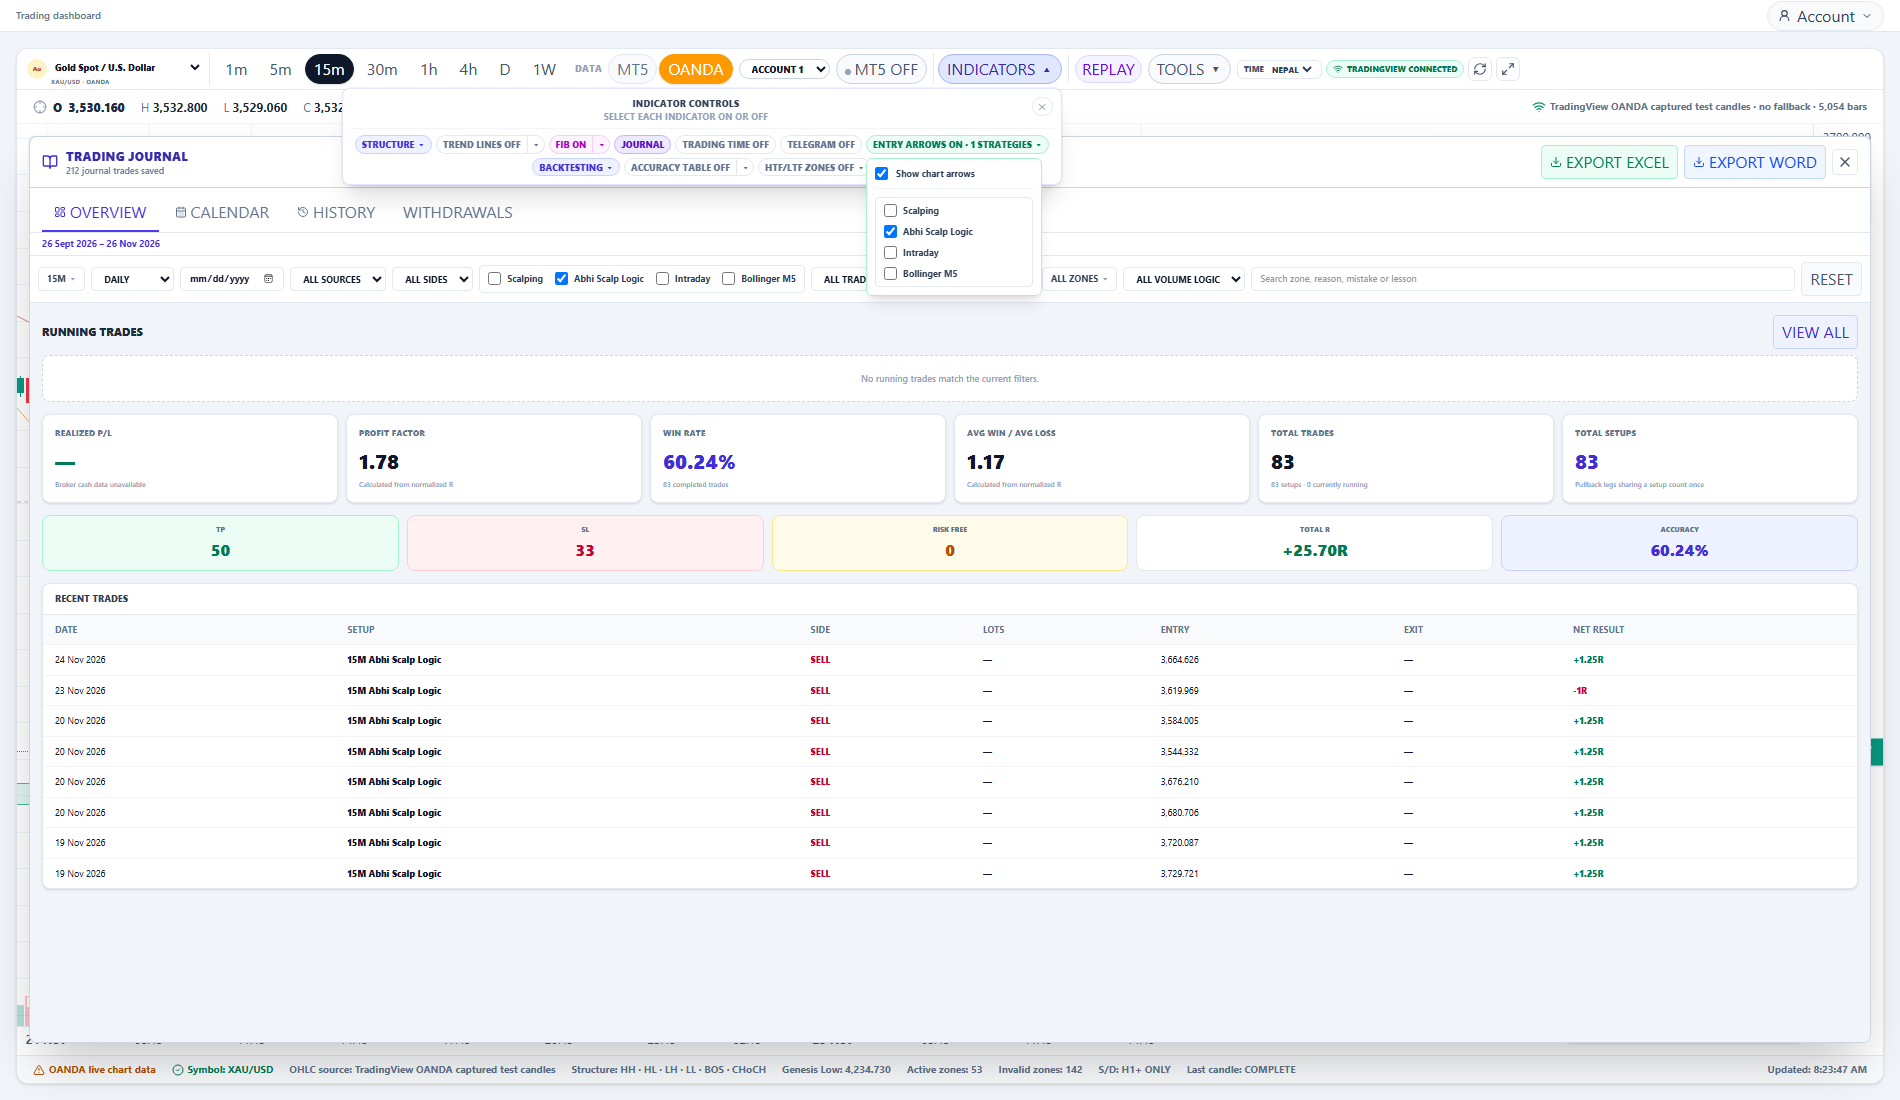 Trading dashboard
Account
Au
Gold Spot / U.S. Dollar
XAU/USD · OANDA
1m 5m 15m 30m 1h 4h D 1W DATA MT5 OANDA ACCOUNT 1 MT5 OFF INDICATORS REPLAY TOOLS TIME NEPAL TRADINGVIEW CONNECTED
O 3,530.160 H 3,532.800 L 3,529.060 C 3,532
TradingView OANDA captured test candles · no fallback · 5,054 bars
INDICATOR CONTROLS
SELECT EACH INDICATOR ON OR OFF
STRUCTURE TREND LINES OFF FIB ON JOURNAL TRADING TIME OFF TELEGRAM OFF ENTRY ARROWS ON · 1 STRATEGIES
BACKTESTING ACCURACY TABLE OFF HTF/LTF ZONES OFF
Show chart arrows
Scalping
Abhi Scalp Logic
Intraday
Bollinger M5
TRADING JOURNAL
212 journal trades saved
EXPORT EXCEL EXPORT WORD
OVERVIEW CALENDAR HISTORY WITHDRAWALS
26 Sept 2026 – 26 Nov 2026
15M DAILY mm/dd/yyyy ALL SOURCES ALL SIDES Scalping Abhi Scalp Logic Intraday Bollinger M5 ALL TRAD ALL ZONES ALL VOLUME LOGIC Search zone, reason, mistake or lesson RESET
RUNNING TRADES
VIEW ALL
No running trades match the current filters.
REALIZED P/L PROFIT FACTOR WIN RATE AVG WIN / AVG LOSS TOTAL TRADES TOTAL SETUPS
— 1.78 60.24% 1.17 83 83
Broker cash data unavailable Calculated from normalized R 83 completed trades Calculated from normalized R 83 setups · 0 currently running Pullback legs sharing a setup count once
TP SL RISK FREE TOTAL R ACCURACY
50 33 0 +25.70R 60.24%
RECENT TRADES
DATE SETUP SIDE LOTS ENTRY EXIT NET RESULT
24 Nov 2026 15M Abhi Scalp Logic SELL — 3,664.626 — +1.25R
23 Nov 2026 15M Abhi Scalp Logic SELL — 3,619.969 — -1R
20 Nov 2026 15M Abhi Scalp Logic SELL — 3,584.005 — +1.25R
20 Nov 2026 15M Abhi Scalp Logic SELL — 3,544.332 — +1.25R
20 Nov 2026 15M Abhi Scalp Logic SELL — 3,676.210 — +1.25R
20 Nov 2026 15M Abhi Scalp Logic SELL — 3,680.706 — +1.25R
19 Nov 2026 15M Abhi Scalp Logic SELL — 3,720.087 — +1.25R
19 Nov 2026 15M Abhi Scalp Logic SELL — 3,729.721 — +1.25R
OANDA live chart data Symbol: XAU/USD OHLC source: TradingView OANDA captured test candles Structure: HH · HL · LH · LL · BOS · CHoCH Genesis Low: 4,234.730 Active zones: 53 Invalid zones: 142 S/D: H1+ ONLY Last candle: COMPLETE Updated: 8:23:47 AM